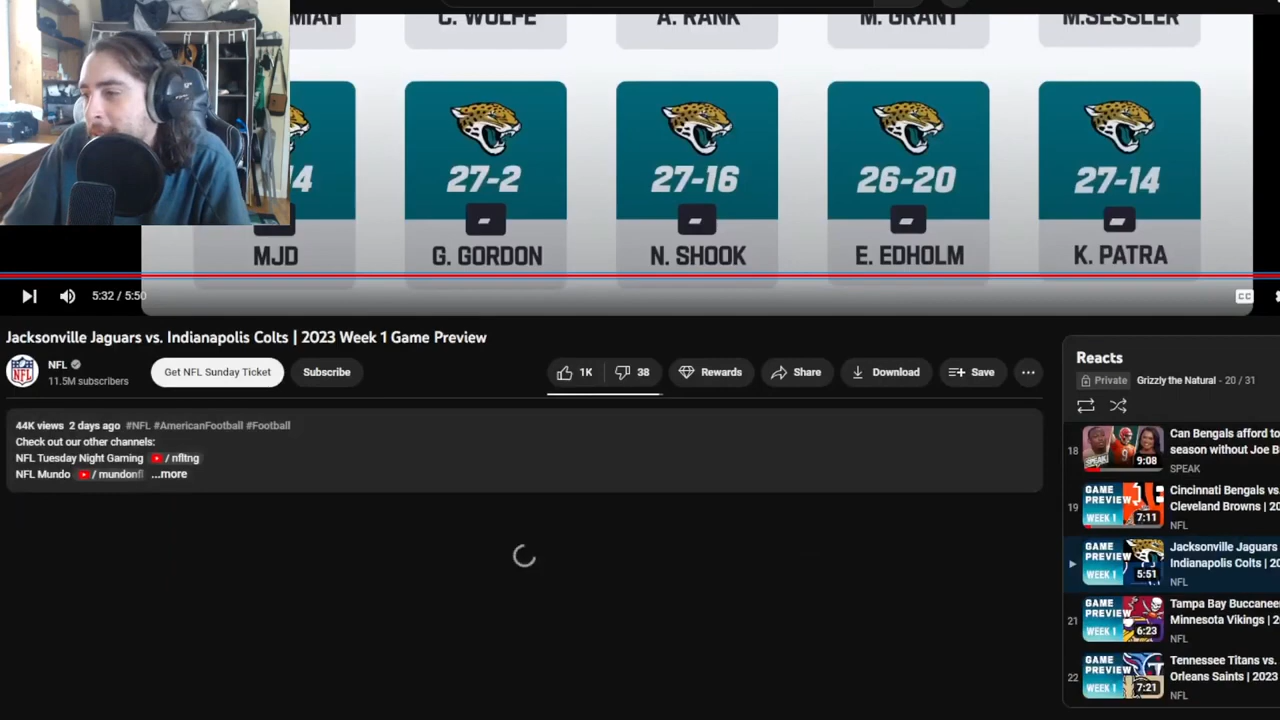 MIAH
C. WOLFE
A. RANK
M. GRANT
M.SESSLER
4
27-2
27-16
26-20
27-14
MJD
G. GORDON
N. SHOOK
E. EDHOLM
K. PATRA
5:32 / 5:50
CC
Jacksonville Jaguars vs. Indianapolis Colts | 2023 Week 1 Game Preview
NFL
11.5M subscribers
Get NFL Sunday Ticket
Subscribe
1K
38
Rewards
Share
Download
Save
44K views 2 days ago #NFL #AmericanFootball #Football
Check out our other channels:
NFL Tuesday Night Gaming / nfltng
NFL Mundo / mundonfl ...more
Reacts
Private Grizzly the Natural - 20 / 31
18
SPEAK
9:08
Can Bengals afford to
season without Joe B
SPEAK
19
GAME
PREVIEW
WEEK 1
7:11
Cincinnati Bengals vs.
Cleveland Browns | 20
NFL
GAME
PREVIEW
WEEK 1
5:51
Jacksonville Jaguars
Indianapolis Colts | 20
NFL
21
GAME
PREVIEW
WEEK 1
6:23
Tampa Bay Buccanee
Minnesota Vikings | 2
NFL
22
GAME
PREVIEW
WEEK 1
7:21
Tennessee Titans vs.
Orleans Saints | 2023
NFL